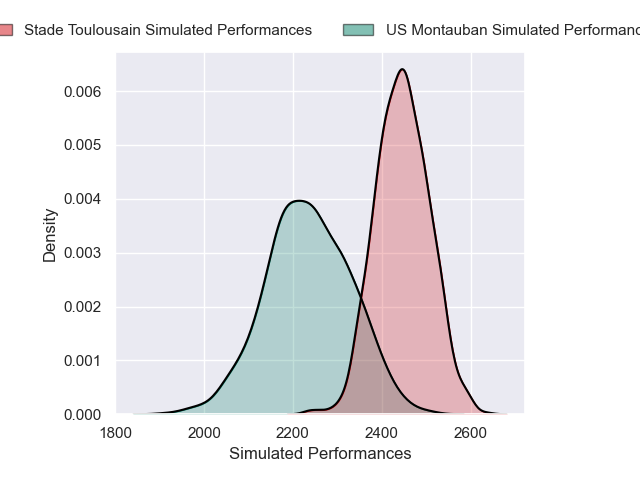 Stade Toulousain Simulated Performances US Montauban Simulated Performanc
0.006
0.005
0.004
0.003
0.002
0.001
0.000
Density
1800 2000 2200 2400 2600
Simulated Performances